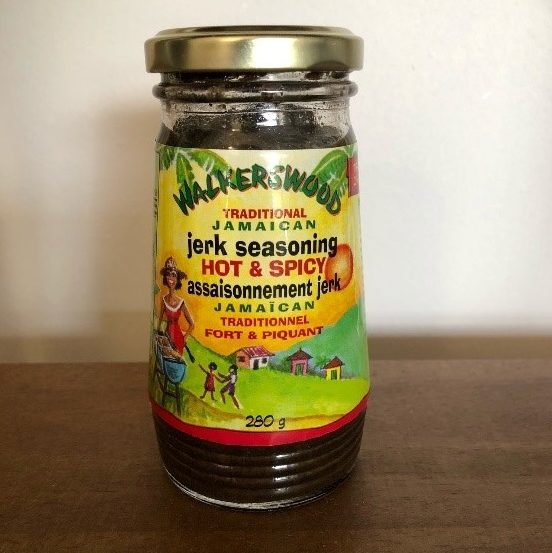 WALKERSWOOD
TRADITIONAL
JAMAICAN
jerk seasoning
HOT & SPICY
assaisonnement jerk
JAMAÏCAN
TRADITIONNEL
FORT & PIQUANT
280 g